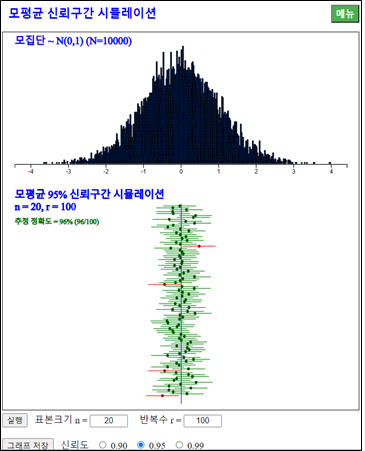 모평균 신뢰구간 시뮬레이션
메뉴
모집단 ~ N(0,1) (N=10000)
-4 -3 -2 -1 0 1 2 3 4
모평균 95% 신뢰구간 시뮬레이션
n = 20, r = 100
추정 정확도 = 96% (96/100)
실행 표본크기 n = 20 반복수 r = 100
그래프 저장 신뢰도 0.90 0.95 0.99